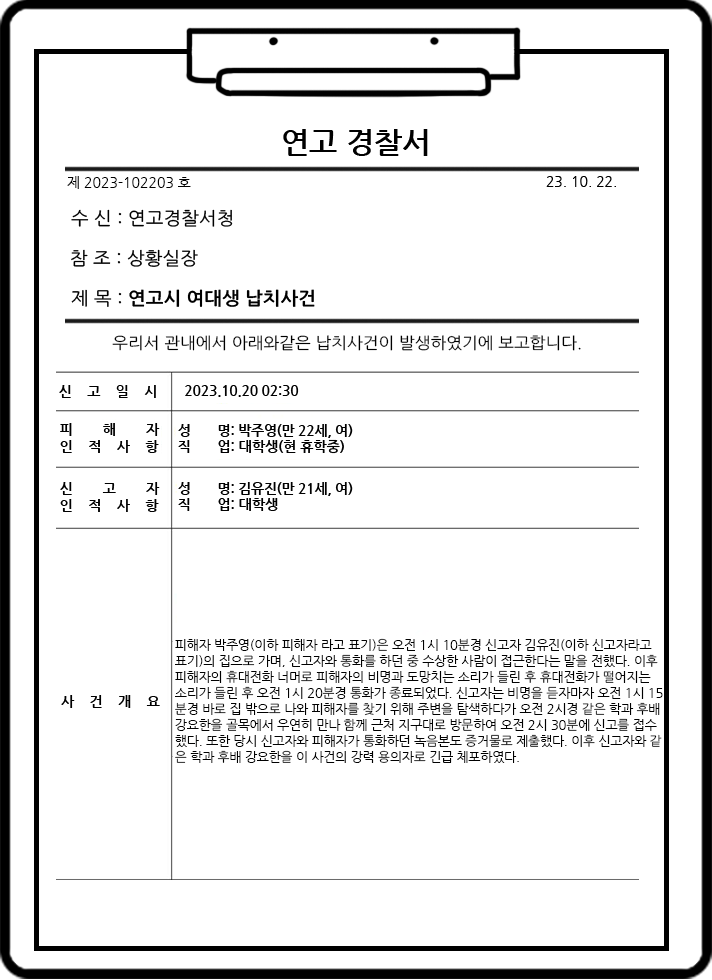 연고 경찰서
제 2023-102203 호 23. 10. 22.
수 신 : 연고경찰서청
참 조 : 상황실장
제 목 : 연고시 여대생 납치사건
우리서 관내에서 아래와같은 납치사건이 발생하였기에 보고합니다.
신 고 일 시 2023.10.20 02:30
피 해 자 성 명: 박주영(만 22세, 여)
인 적 사 항 직 업: 대학생(현 휴학중)
신 고 자 성 명: 김유진(만 21세, 여)
인 적 사 항 직 업: 대학생
사 건 개 요
피해자 박주영(이하 피해자 라고 표기)은 오전 1시 10분경 신고자 김유진(이하 신고자라고
표기)의 집으로 가며, 신고자와 통화를 하던 중 수상한 사람이 접근한다는 말을 전했다. 이후
피해자의 휴대전화 너머로 피해자의 비명과 도망치는 소리가 들린 후 휴대전화가 떨어지는
소리가 들린 후 오전 1시 20분경 통화가 종료되었다. 신고자는 비명을 듣자마자 오전 1시 15
분경 바로 집 밖으로 나와 피해자를 찾기 위해 주변을 탐색하다가 오전 2시경 같은 학과 후배
강요한을 골목에서 우연히 만나 함께 근처 지구대로 방문하여 오전 2시 30분에 신고를 접수
했다. 또한 당시 신고자와 피해자가 통화하던 녹음본도 증거물로 제출했다. 이후 신고자와 같
은 학과 후배 강요한을 이 사건의 강력 용의자로 긴급 체포하였다.